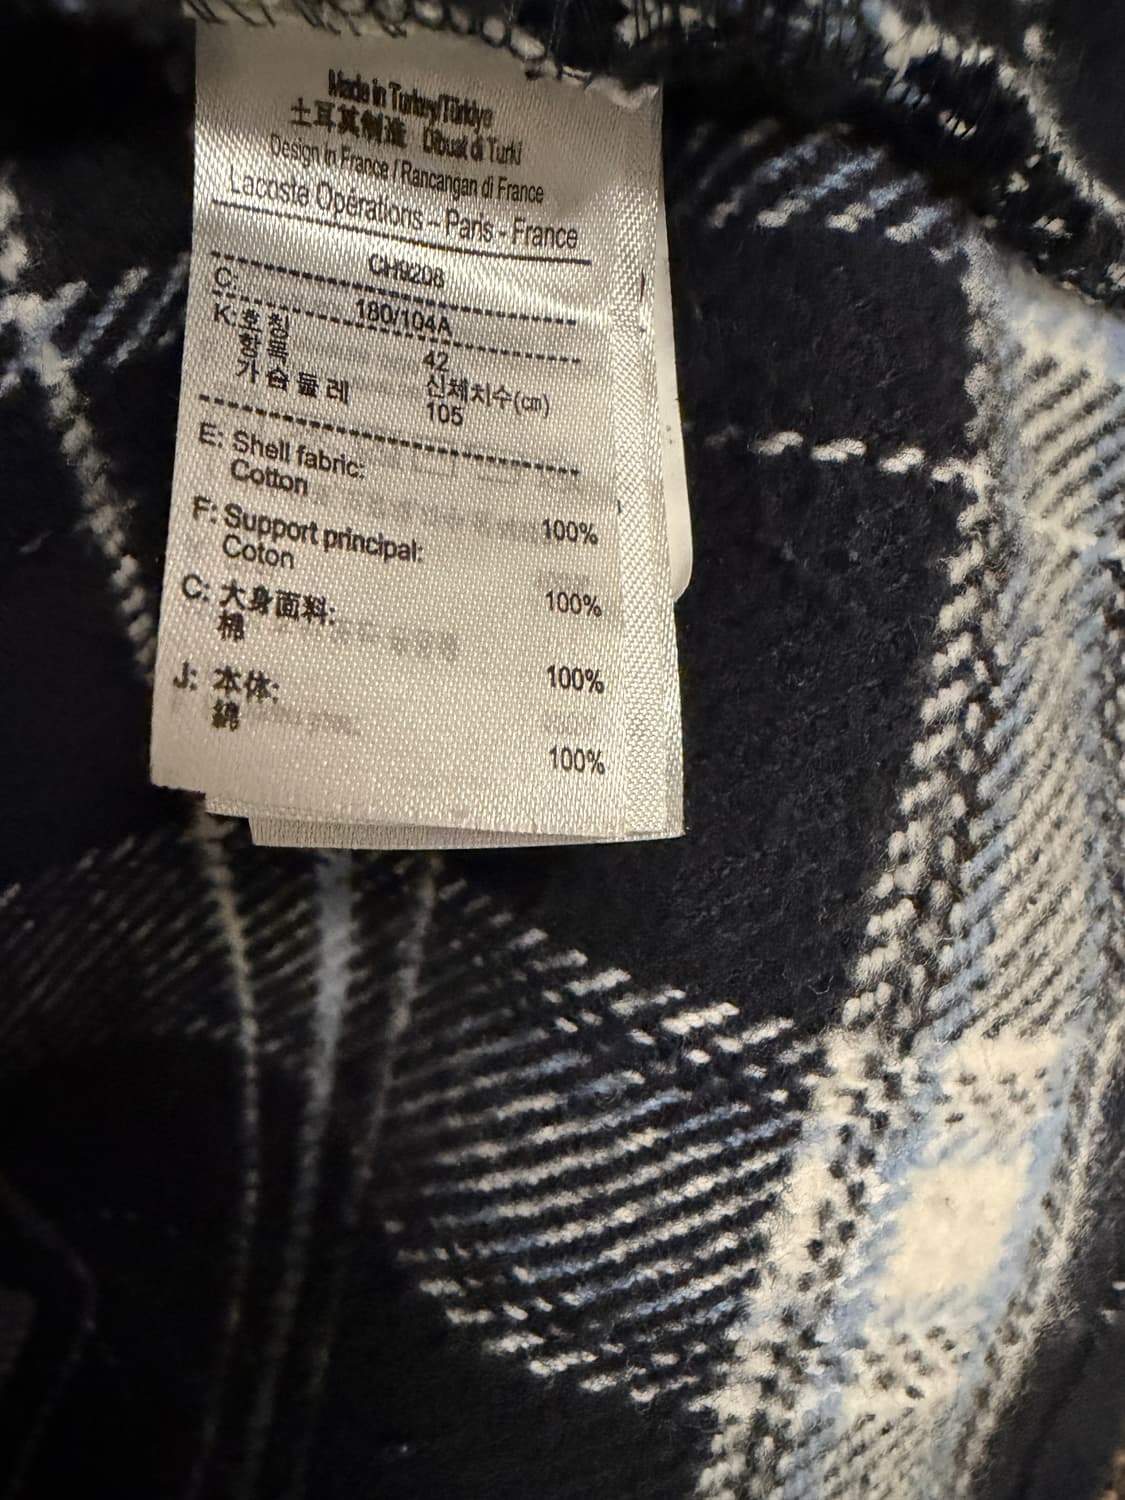 Made in Turkey/Türkiye
土耳其制造 Dibuat di Turki
Design in France / Rancangan di France
Lacoste Opérations – Paris - France
CH9208
C: 180/104A
K: 호칭 42
가슴둘레 신체치수(㎝)
105
E: Shell fabric:
Cotton 100%
F: Support principal:
Coton 100%
C: 大身面料:
棉 100%
J: 本体:
綿 100%